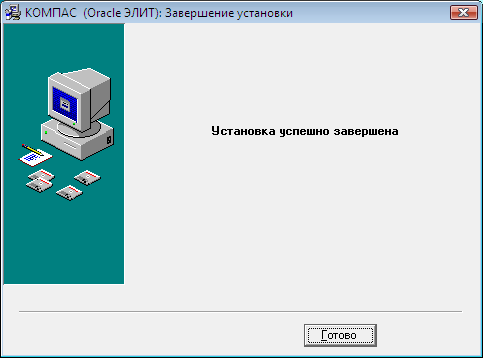 КОМПАС (Oracle ЭЛИТ): Завершение установки
Установка успешно завершена
Готово